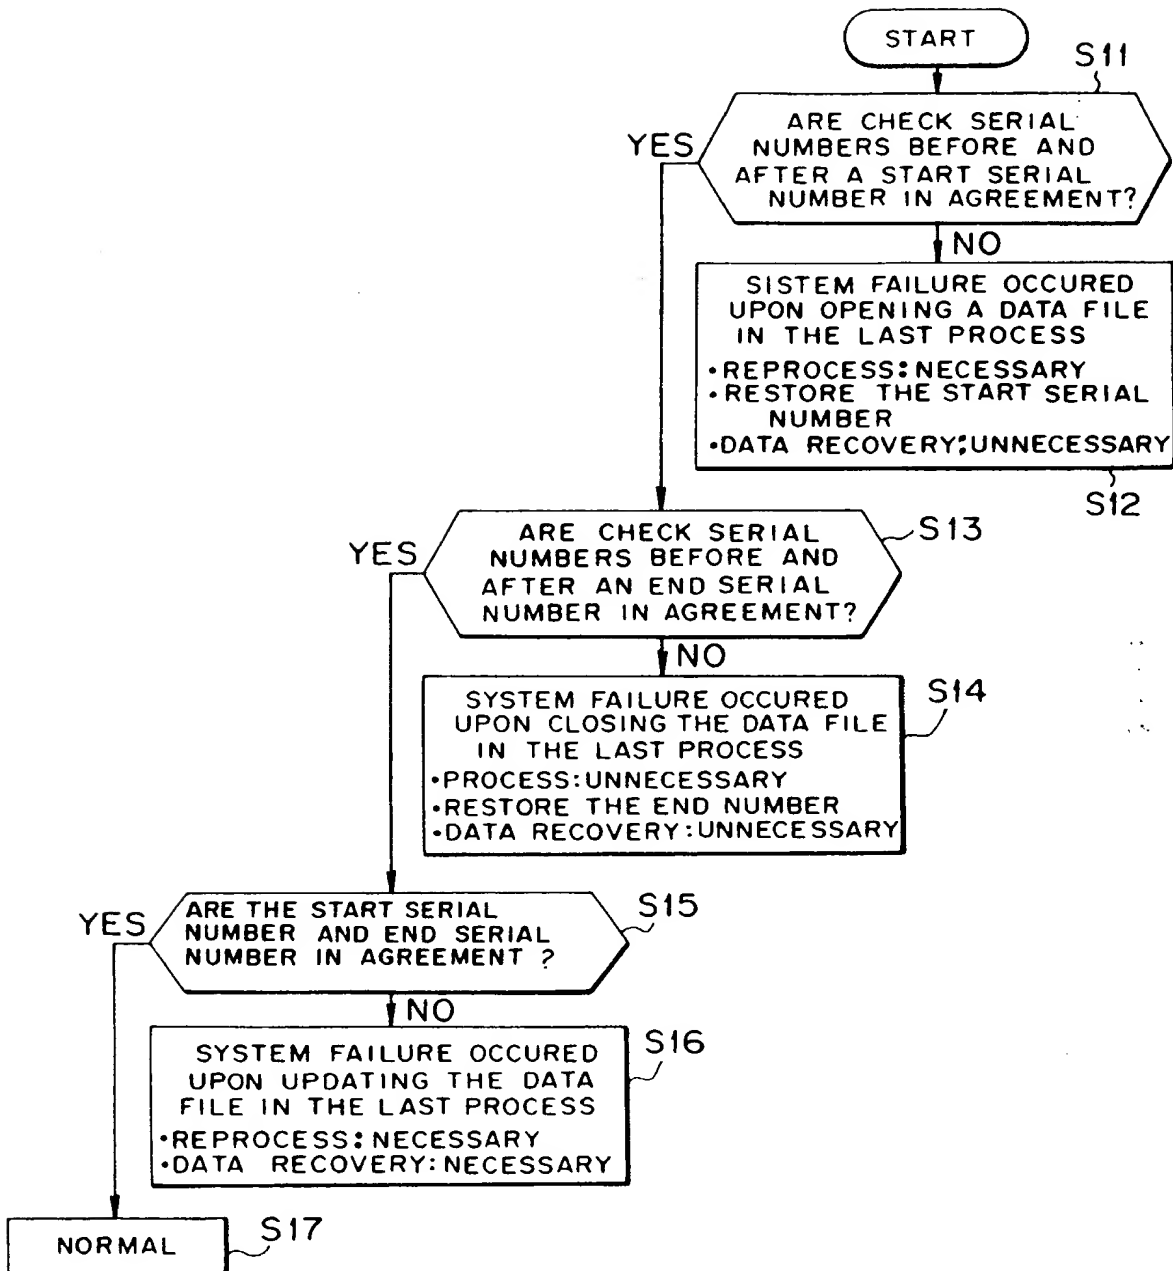 START
S11
ARE CHECK SERIAL
NUMBERS BEFORE AND
AFTER A START SERIAL
NUMBER IN AGREEMENT?
YES
NO
SISTEM FAILURE OCCURED
UPON OPENING A DATA FILE
IN THE LAST PROCESS
•REPROCESS:NECESSARY
•RESTORE THE START SERIAL
NUMBER
•DATA RECOVERY:UNNECESSARY
S12
ARE CHECK SERIAL
NUMBERS BEFORE AND
AFTER AN END SERIAL
NUMBER IN AGREEMENT?
S13
YES
NO
SYSTEM FAILURE OCCURED
UPON CLOSING THE DATA FILE
IN THE LAST PROCESS
•PROCESS:UNNECESSARY
•RESTORE THE END NUMBER
•DATA RECOVERY:UNNECESSARY
S14
ARE THE START SERIAL
NUMBER AND END SERIAL
NUMBER IN AGREEMENT ?
S15
YES
NO
SYSTEM FAILURE OCCURED
UPON UPDATING THE DATA
FILE IN THE LAST PROCESS
•REPROCESS:NECESSARY
•DATA RECOVERY:NECESSARY
S16
NORMAL
S17